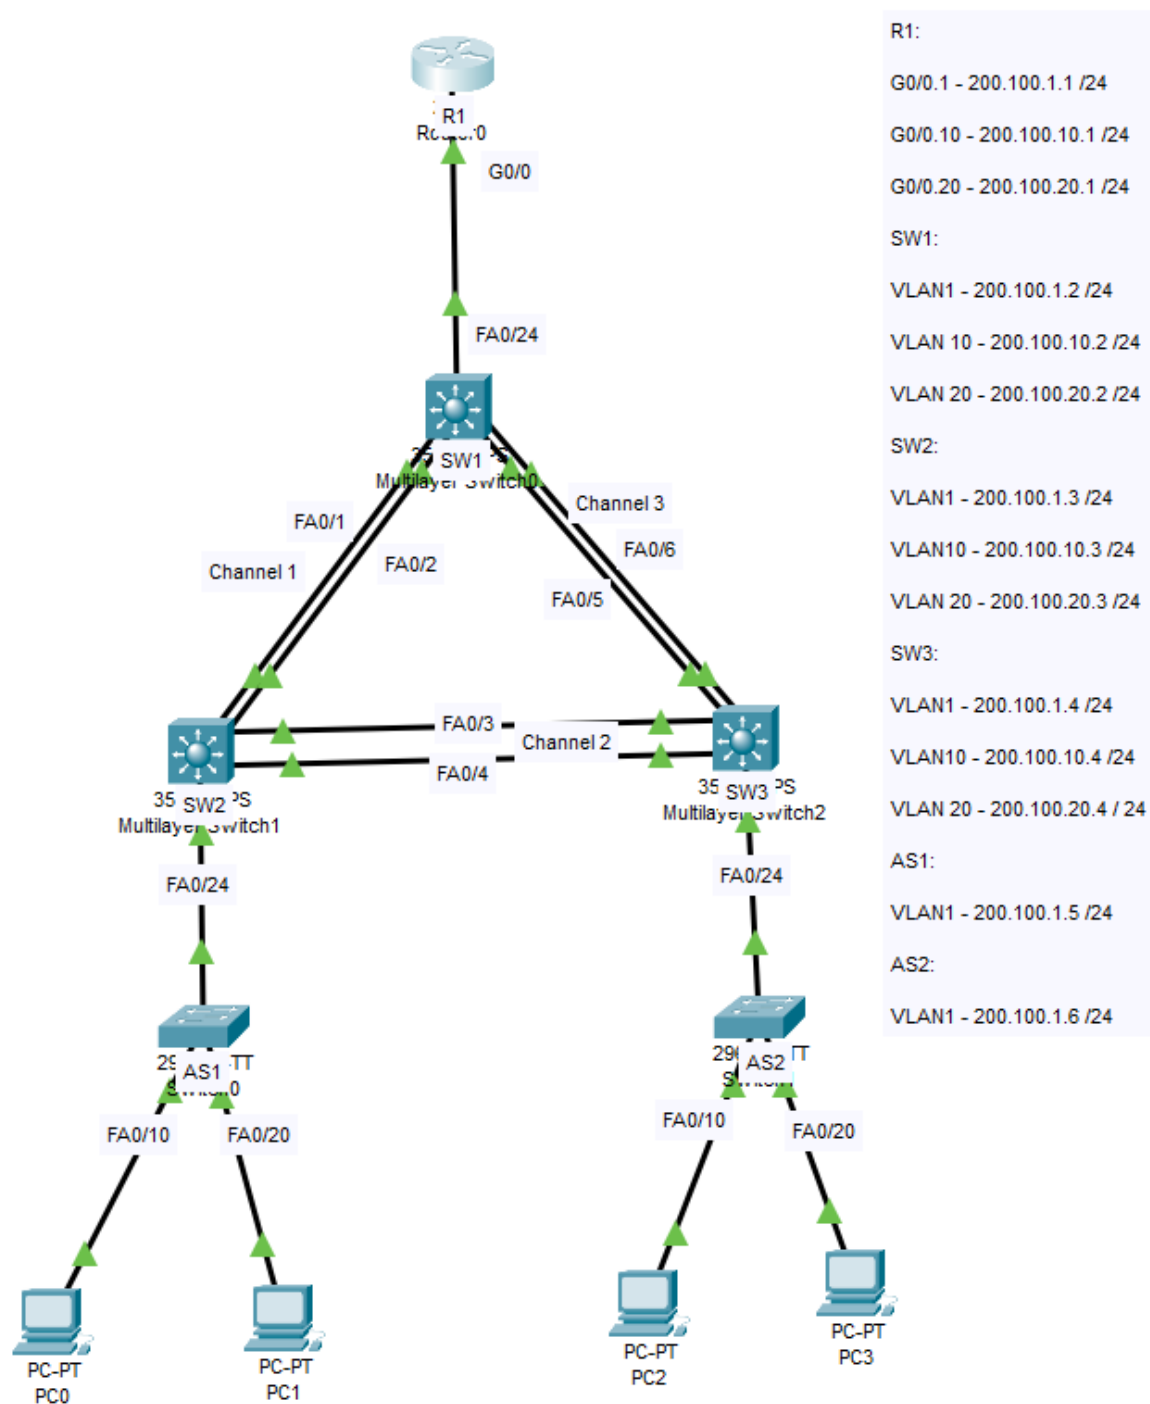 R1
G0/0
FA0/24
SW1
Multilayer Switch0
Channel 3
FA0/1
FA0/6
FA0/2
Channel 1
FA0/5
FA0/3
Channel 2
FA0/4
SW2
Multilayer Switch1
SW3
Multilayer Switch2
FA0/24
FA0/24
AS1
AS2
FA0/10
FA0/20
FA0/10
FA0/20
PC-PT
PC0
PC-PT
PC1
PC-PT
PC2
PC-PT
PC3
R1:
G0/0.1 - 200.100.1.1 /24
G0/0.10 - 200.100.10.1 /24
G0/0.20 - 200.100.20.1 /24
SW1:
VLAN1 - 200.100.1.2 /24
VLAN 10 - 200.100.10.2 /24
VLAN 20 - 200.100.20.2 /24
SW2:
VLAN1 - 200.100.1.3 /24
VLAN10 - 200.100.10.3 /24
VLAN 20 - 200.100.20.3 /24
SW3:
VLAN1 - 200.100.1.4 /24
VLAN10 - 200.100.10.4 /24
VLAN 20 - 200.100.20.4 / 24
AS1:
VLAN1 - 200.100.1.5 /24
AS2:
VLAN1 - 200.100.1.6 /24